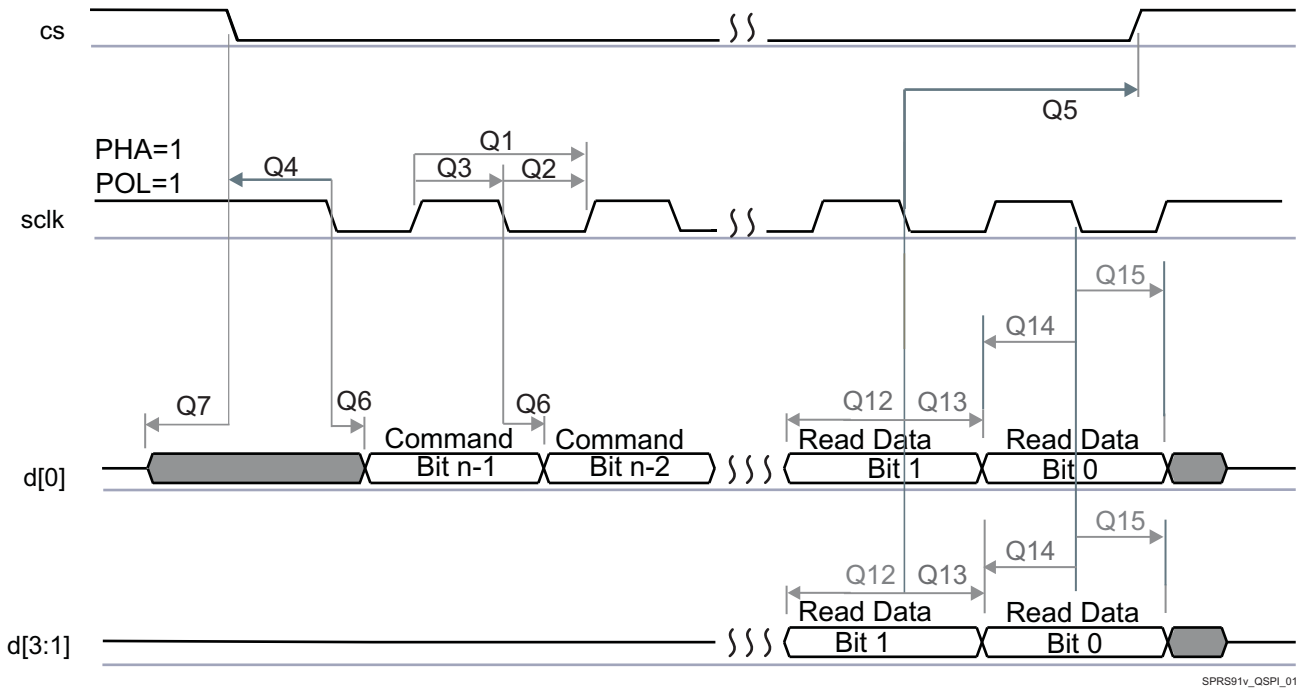 cs
Q5
PHA=1
POL=1
Q4
Q1
Q3 Q2
sclk
Q15
Q14
Q7
Q6
Q6
Q12 Q13
Command
Bit n-1
Command
Bit n-2
Read Data
Bit 1
Read Data
Bit 0
d[0]
Q15
Q14
Q12 Q13
Read Data
Bit 1
Read Data
Bit 0
d[3:1]
SPRS91v_QSPI_01